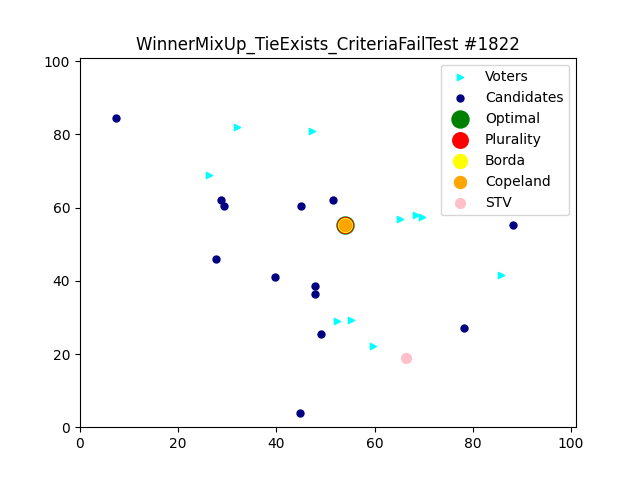 WinnerMixUp_TieExists_CriteriaFailTest #1822
Voters
Candidates
Optimal
Plurality
Borda
Copeland
STV
100
80
60
40
20
0
0 20 40 60 80 100